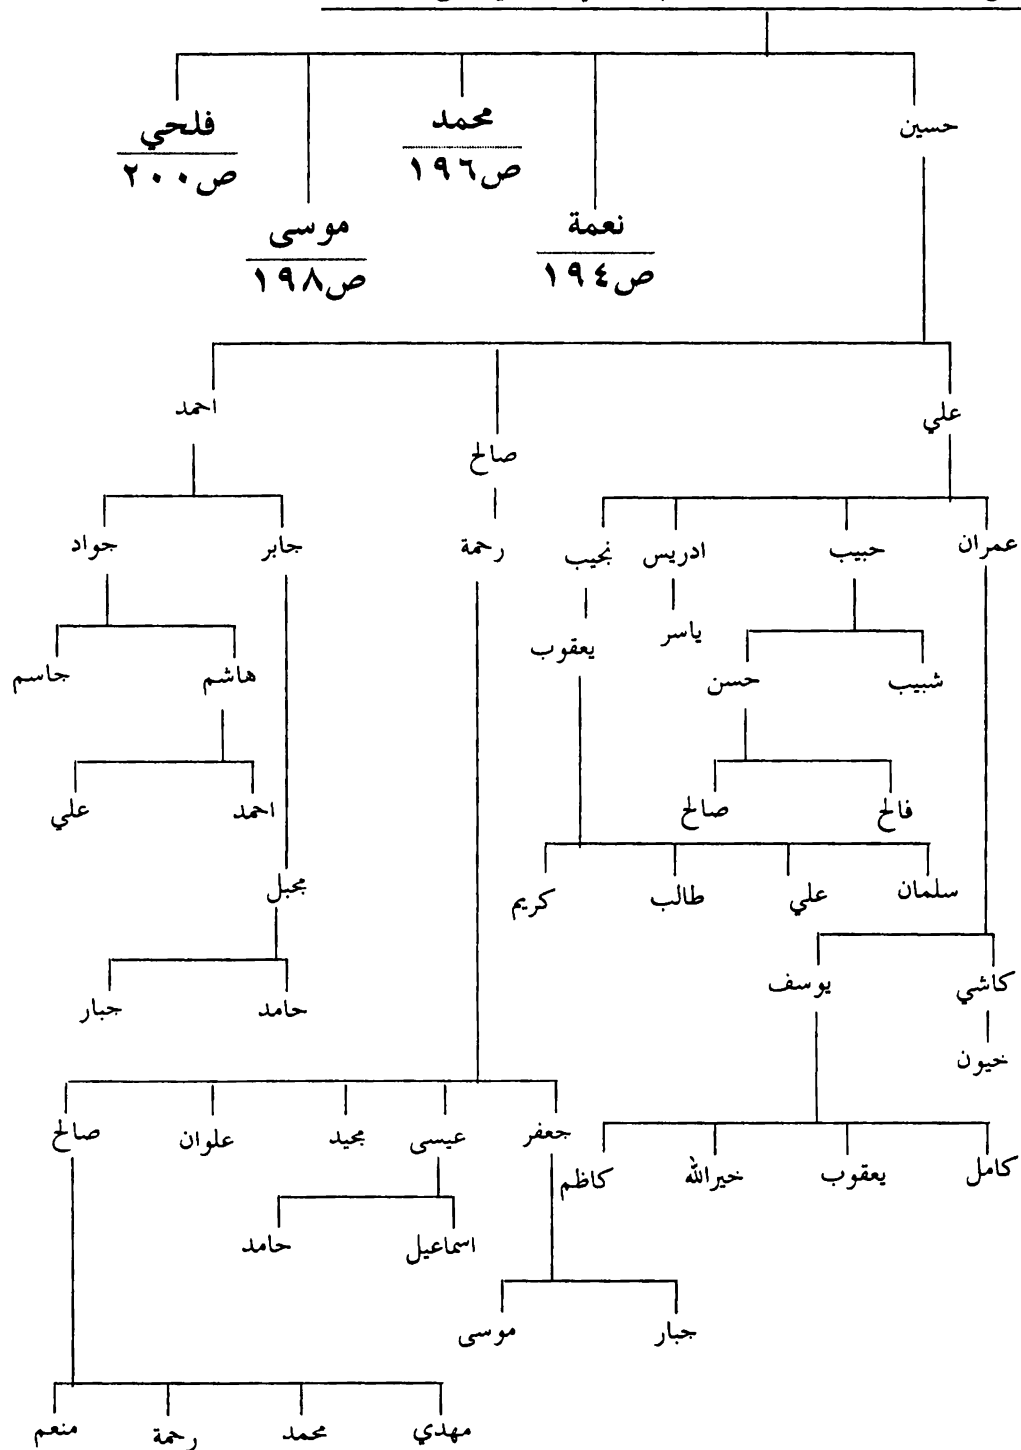 حسين
محمد
ص١٩٦
فلحي
ص٢٠٠
نعمة
ص١٩٤
موسى
ص١٩٨
علي
صالح
احمد
عمران
حبيب
ادريس
نجيب
رحمة
جابر
جواد
ياسر
يعقوب
شبيب
حسن
هاشم
جاسم
فالح
صالح
احمد
علي
سلمان
علي
طالب
كريم
مجبل
كاشي
يوسف
حامد
جبار
خيون
جعفر
عيسى
مجيد
علوان
صالح
كامل
يعقوب
خيرالله
كاظم
اسماعيل
حامد
جبار
موسى
مهدي
محمد
رحمة
منعم